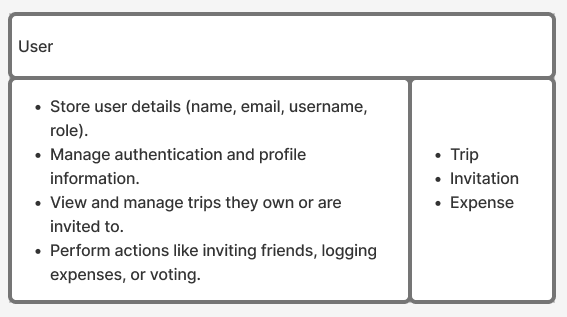 User
• Store user details (name, email, username,
role).
• Manage authentication and profile
information.
• View and manage trips they own or are
invited to.
• Perform actions like inviting friends, logging
expenses, or voting.
• Trip
• Invitation
• Expense